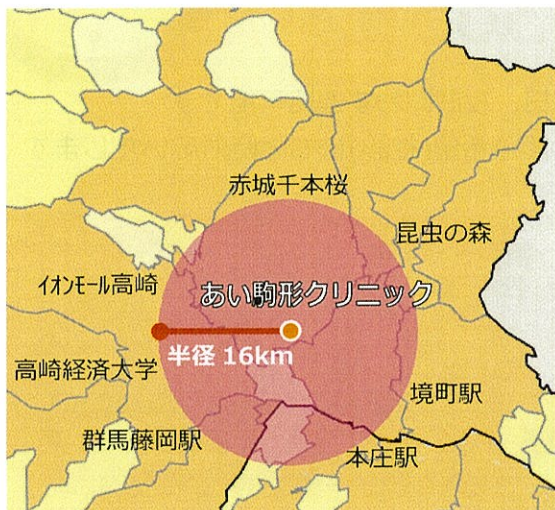 赤城千本桜
昆虫の森
イオンモール高崎
あい駒形クリニック
半径 16km
高崎経済大学
境町駅
群馬藤岡駅
本庄駅